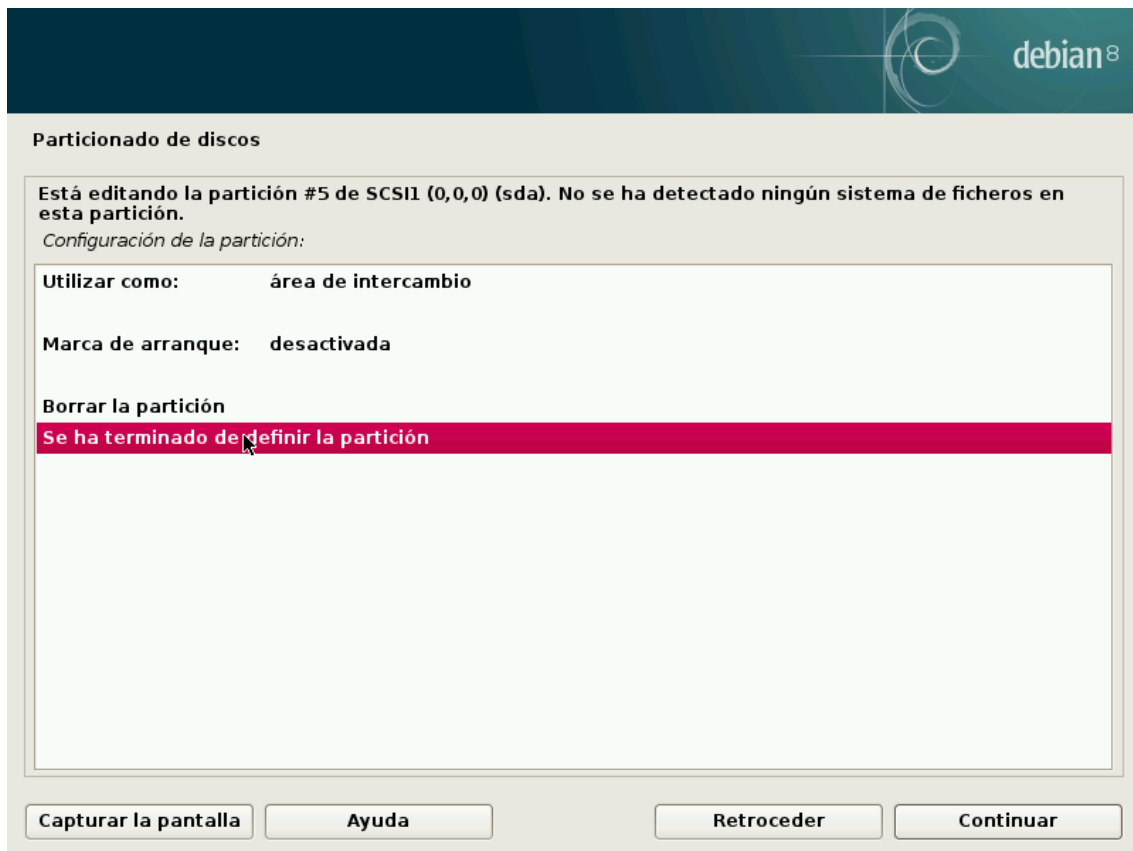 debian 8
Particionado de discos
Está editando la partición #5 de SCSI1 (0,0,0) (sda). No se ha detectado ningún sistema de ficheros en
esta partición.
Configuración de la partición:
Utilizar como: área de intercambio
Marca de arranque: desactivada
Borrar la partición
Se ha terminado de definir la partición
Capturar la pantalla Ayuda Retroceder Continuar